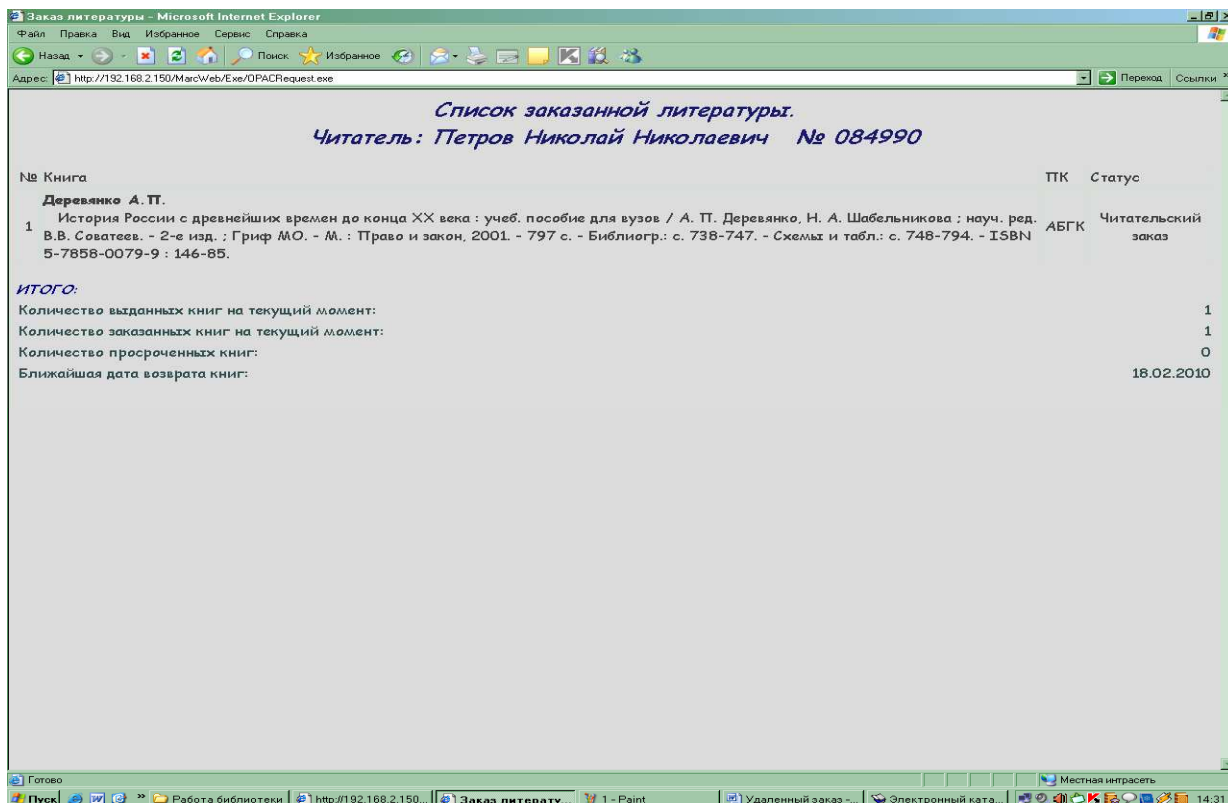 Заказ литературы - Microsoft Internet Explorer
Файл Правка Вид Избранное Сервис Справка
Назад Поиск Избранное
Адрес: http://192.168.2.150/MarcWeb/Exe/OPACRequest.exe Переход Ссылки »
Список заказанной литературы.
Читатель: Петров Николай Николаевич № 084990
№ Книга ПК Статус
Деревянко А.П.
История России с древнейших времен до конца XX века : учеб. пособие для вузов / А. П. Деревянко, Н. А. Шабельникова ; науч. ред.
1 В.В. Соватеев. - 2-е изд. ; Гриф МО. - М. : Право и закон, 2001. - 797 с. - Библиогр.: с. 738-747. - Схемы и табл.: с. 748-794. - ISBN АБГК Читательский заказ
5-7858-0079-9 : 146-85.
ИТОГО:
Количество выданных книг на текущий момент: 1
Количество заказанных книг на текущий момент: 1
Количество просроченных книг: 0
Ближайшая дата возврата книг: 18.02.2010
Готово Местная интрасеть
Пуск » Работа библиотеки http://192.168.2.150... Заказ литерату... 1 - Paint Удаленный заказ -... Электронный ката... 14:31